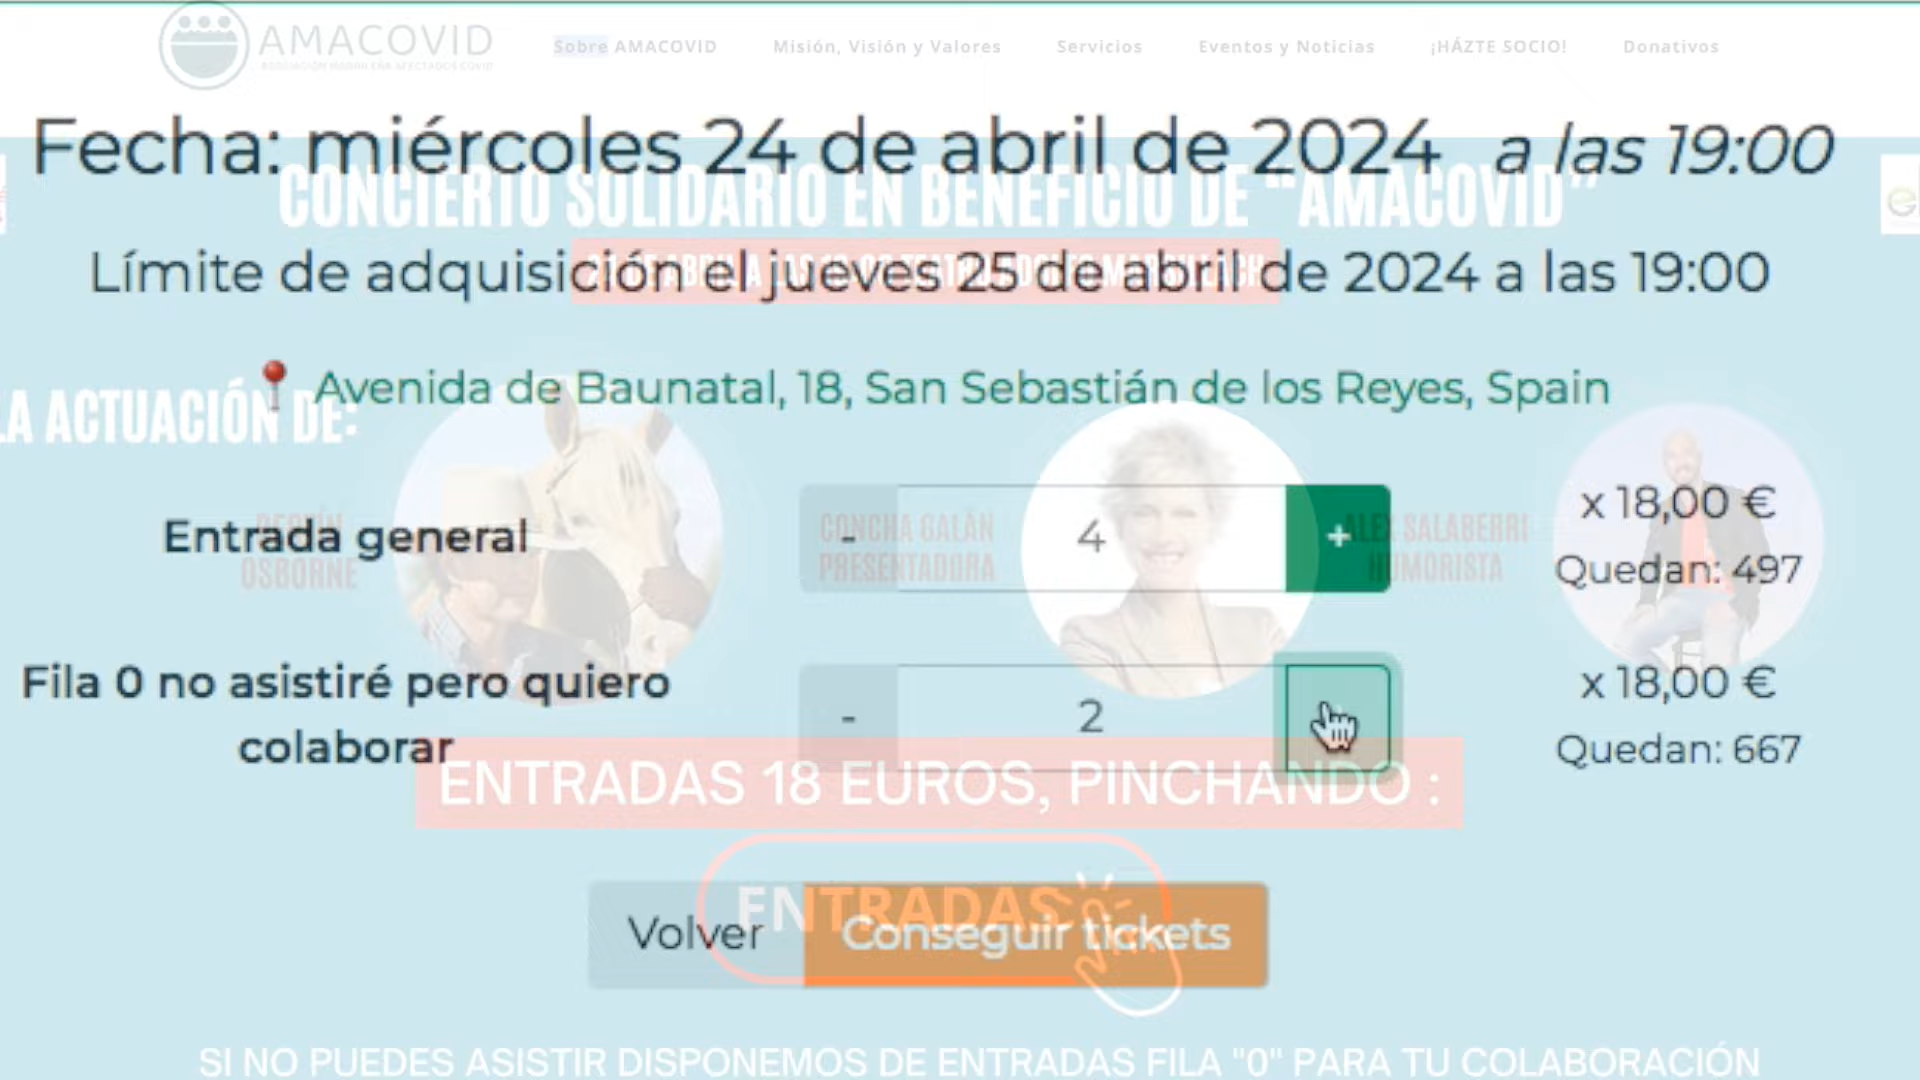 AMACOVID
Sobre AMACOVID
Misión, Visión y Valores
Servicios
Eventos y Noticias
¡HÁZTE SOCIO!
Donativos
Fecha: miércoles 24 de abril de 2024 a las 19:00
CONCIERTO SOLIDARIO EN BENEFICIO DE "AMACOVID"
Límite de adquisición el jueves 25 de abril de 2024 a las 19:00
Avenida de Baunatal, 18, San Sebastián de los Reyes, Spain
LA ACTUACIÓN DE:
Entrada general
- 4 +
x 18,00 €
Quedan: 497
OSBORNE
CONCHA GALÁN
PRESENTADORA
ALEX SALABERRI
HUMORISTA
Fila 0 no asistiré pero quiero
colaborar
- 2
x 18,00 €
Quedan: 667
ENTRADAS 18 EUROS, PINCHANDO :
ENTRADAS
Volver
Conseguir tickets
SI NO PUEDES ASISTIR DISPONEMOS DE ENTRADAS FILA "0" PARA TU COLABORACIÓN